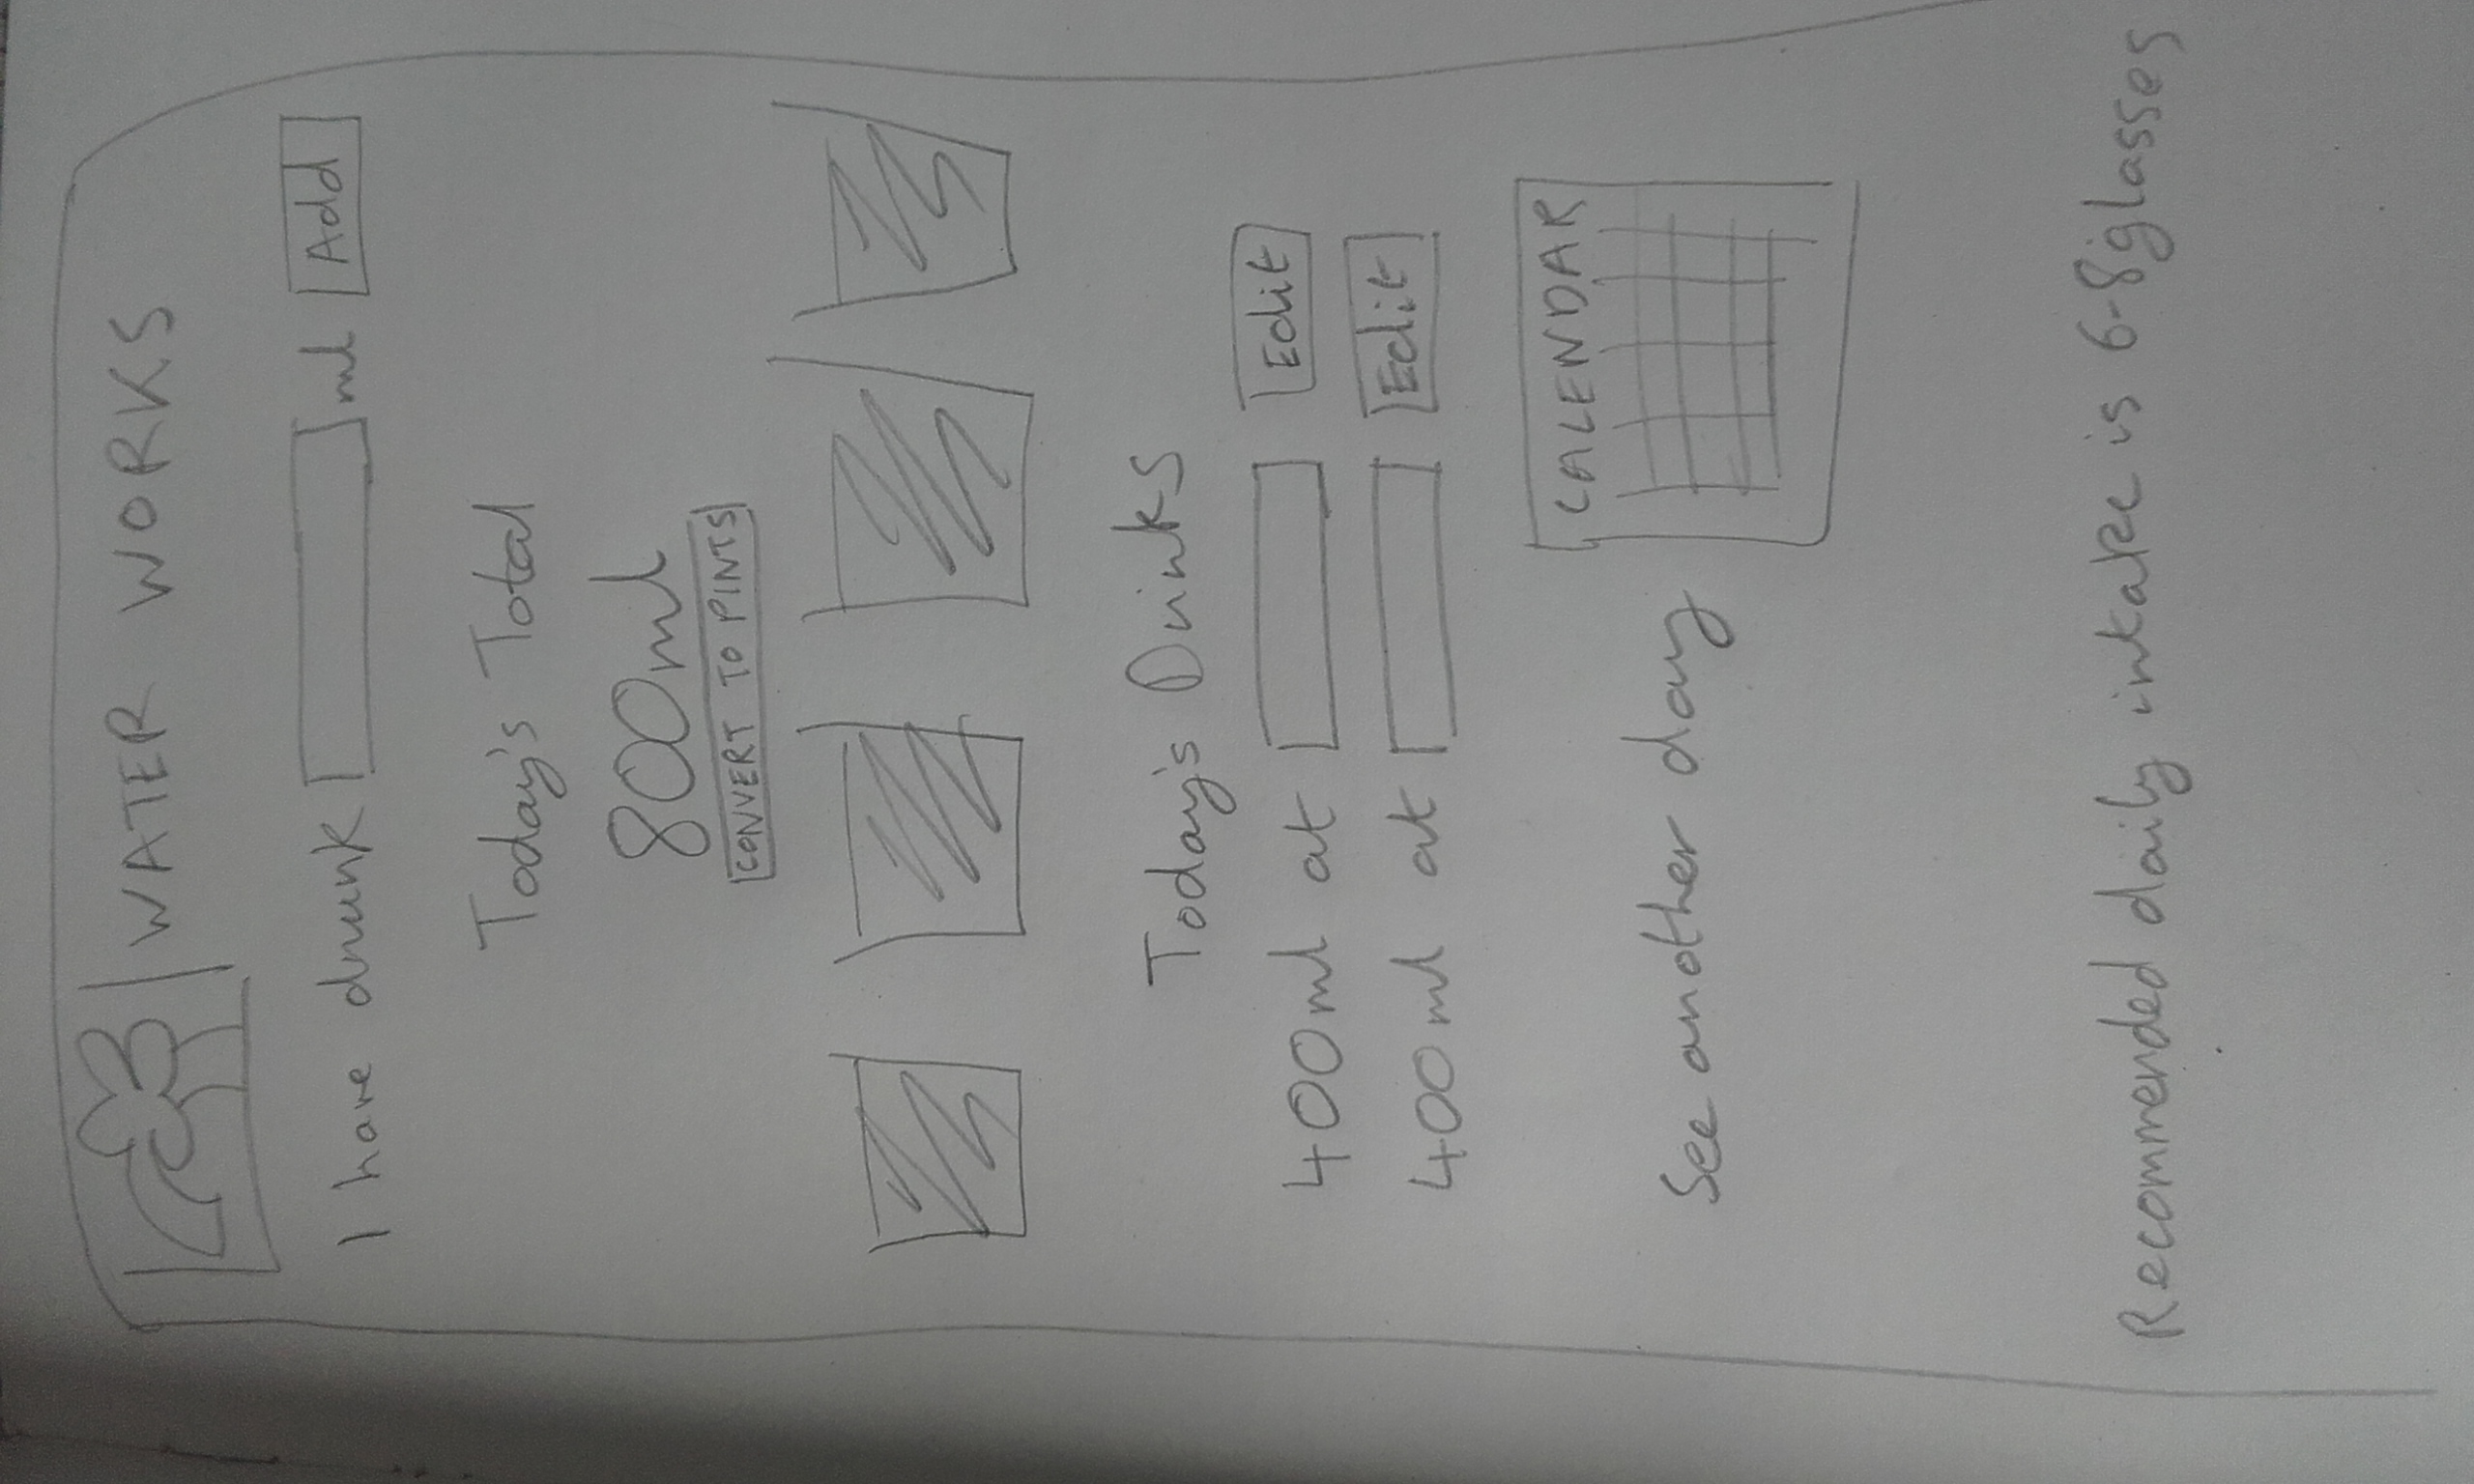 WATER WORKS
I have drunk ml Add
Today's Total
800ml
CONVERT TO PINTS
Today's Drinks
400ml at Edit
400ml at Edit
CALENDAR
See another day
Recommended daily intake is 6-8 glasses